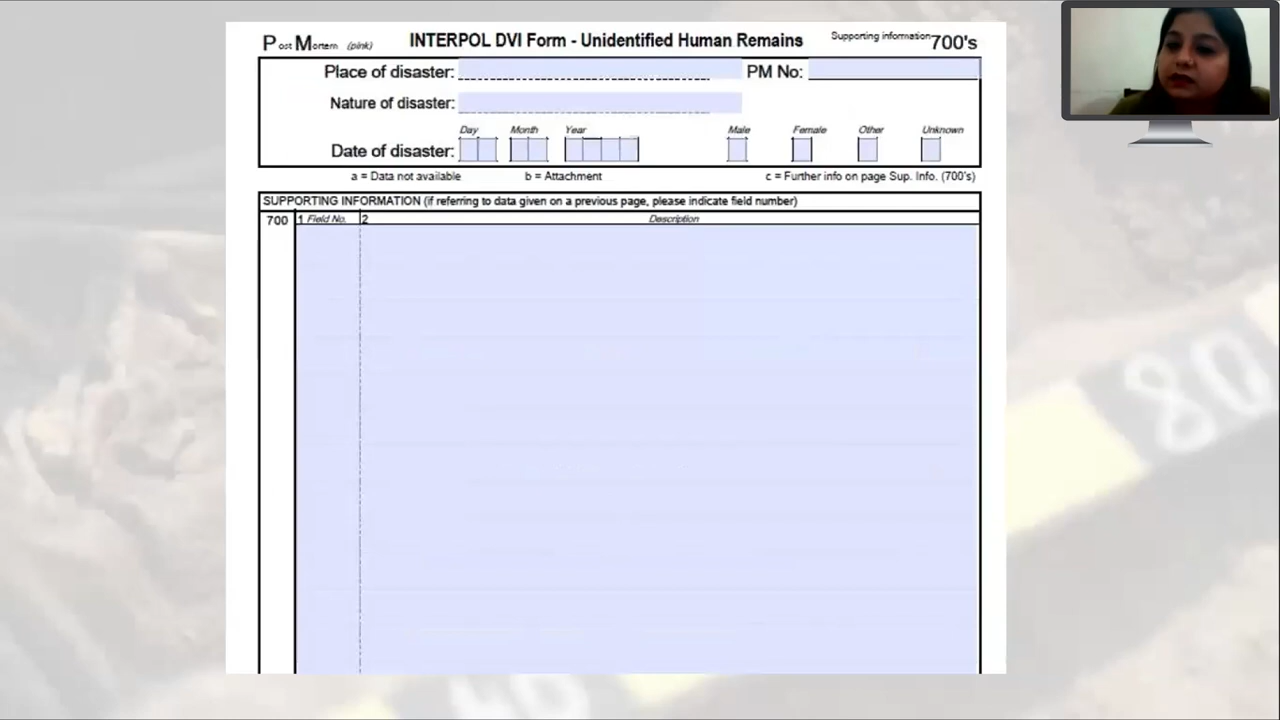 Post Mortem (pink) INTERPOL DVI Form - Unidentified Human Remains Supporting information 700's
Place of disaster: PM No:
Nature of disaster:
Day Month Year Male Female Other Unknown
Date of disaster:
a = Data not available b = Attachment c = Further info on page Sup. Info. (700's)
SUPPORTING INFORMATION (if referring to data given on a previous page, please indicate field number)
700 1 Field No. 2 Description
80